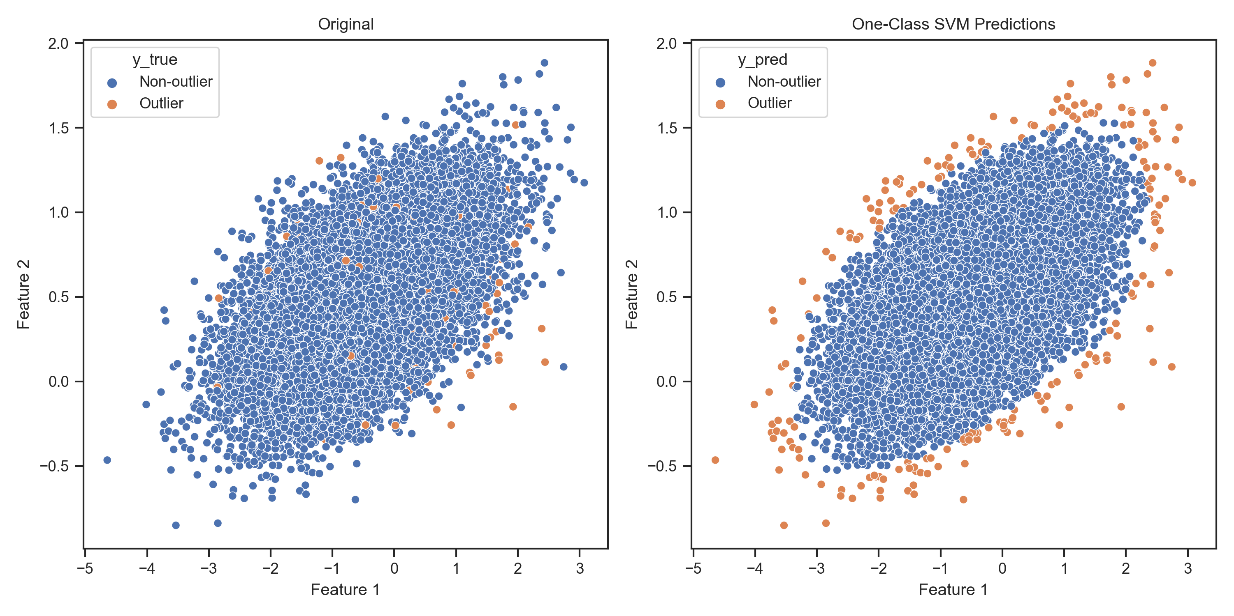 Original
y_true
Non-outlier
Outlier
2.0
1.5
1.0
0.5
0.0
−0.5
Feature 2
−5 −4 −3 −2 −1 0 1 2 3
Feature 1
One-Class SVM Predictions
y_pred
Non-outlier
Outlier
2.0
1.5
1.0
0.5
0.0
−0.5
Feature 2
−5 −4 −3 −2 −1 0 1 2 3
Feature 1